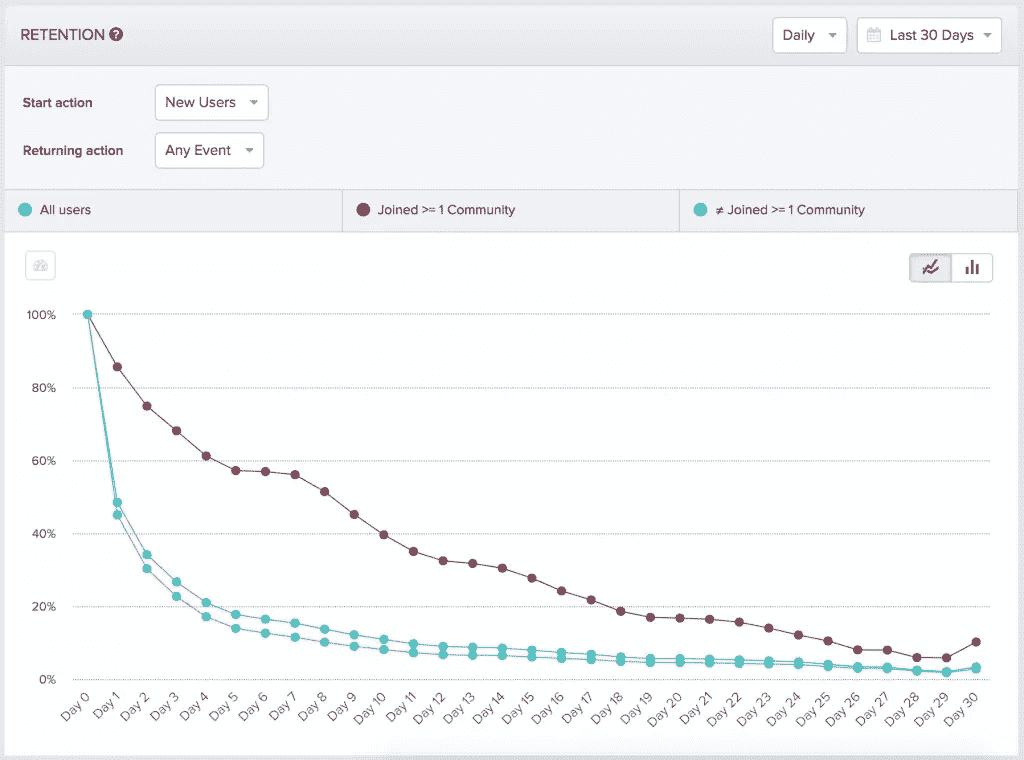 RETENTION ?
Daily
Last 30 Days
Start action
New Users
Returning action
Any Event
All users
Joined >= 1 Community
≠ Joined >= 1 Community
100%
80%
60%
40%
20%
0%
Day 0
Day 1
Day 2
Day 3
Day 4
Day 5
Day 6
Day 7
Day 8
Day 9
Day 10
Day 11
Day 12
Day 13
Day 14
Day 15
Day 16
Day 17
Day 18
Day 19
Day 20
Day 21
Day 22
Day 23
Day 24
Day 25
Day 26
Day 27
Day 28
Day 29
Day 30